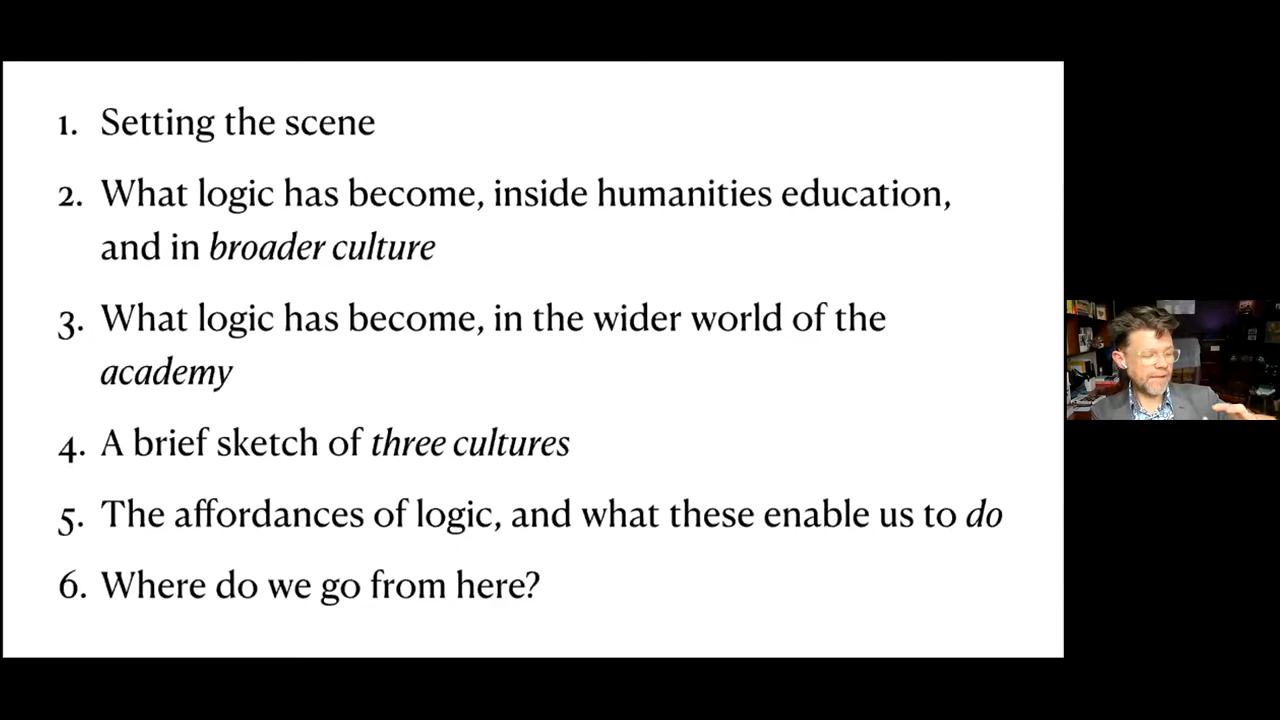 1. Setting the scene
2. What logic has become, inside humanities education,
and in broader culture
3. What logic has become, in the wider world of the
academy
4. A brief sketch of three cultures
5. The affordances of logic, and what these enable us to do
6. Where do we go from here?